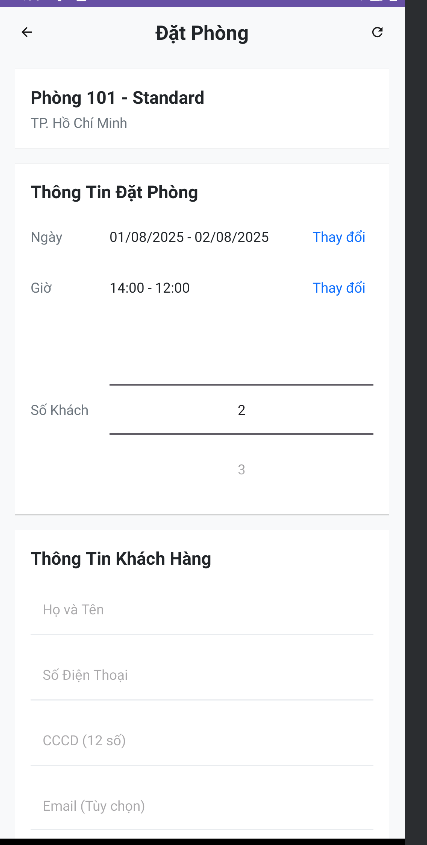 Đặt Phòng
Phòng 101 - Standard
TP. Hồ Chí Minh
Thông Tin Đặt Phòng
Ngày 01/08/2025 - 02/08/2025 Thay đổi
Giờ 14:00 - 12:00 Thay đổi
Số Khách 2
3
Thông Tin Khách Hàng
Họ và Tên
Số Điện Thoại
CCCD (12 số)
Email (Tùy chọn)